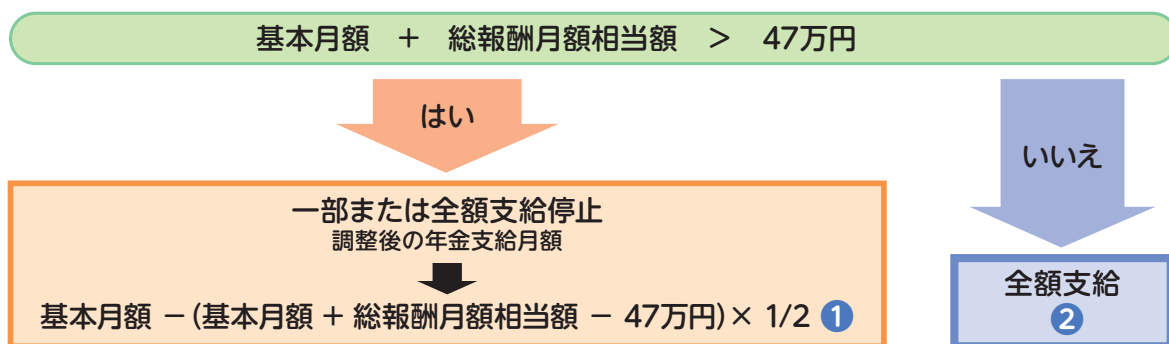 基本月額 + 総報酬月額相当額 > 47万円
はい
いいえ
一部または全額支給停止
調整後の年金支給月額
基本月額 −(基本月額 + 総報酬月額相当額 − 47万円)× 1/2 ❶
全額支給
❷